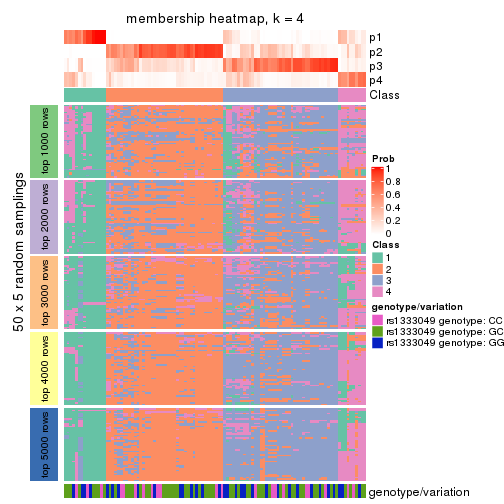 membership heatmap, k = 4
p1
p2
p3
p4
Class
50 x 5 random samplings
top 1000 rows
top 2000 rows
top 3000 rows
top 4000 rows
top 5000 rows
Prob
1
0.8
0.6
0.4
0.2
0
Class
1
2
3
4
genotype/variation
rs1333049 genotype: CC
rs1333049 genotype: GC
rs1333049 genotype: GG
genotype/variation